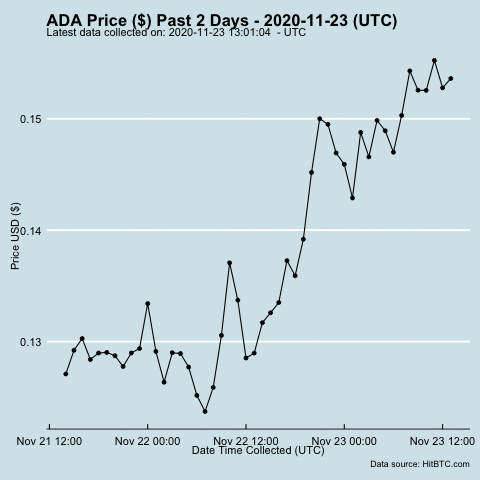 ADA Price ($) Past 2 Days - 2020-11-23 (UTC)
Latest data collected on: 2020-11-23 13:01:04 - UTC
0.15
0.14
0.13
Price USD ($)
Nov 21 12:00 Nov 22 00:00 Nov 22 12:00 Nov 23 00:00 Nov 23 12:00
Date Time Collected (UTC)
Data source: HitBTC.com